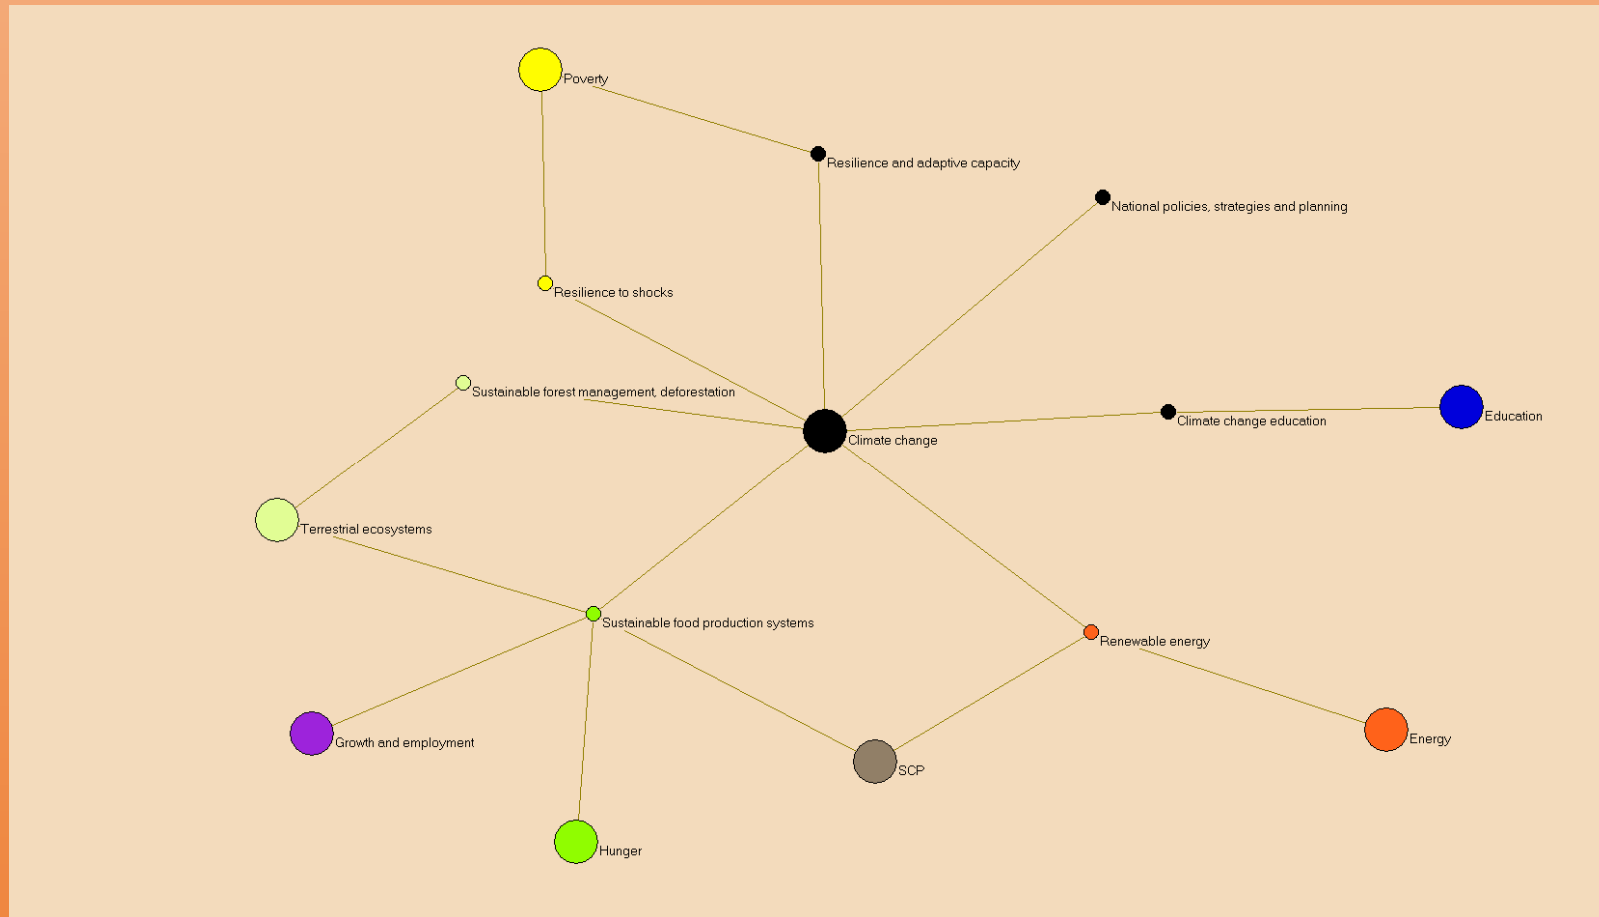 Poverty
Resilience and adaptive capacity
National policies, strategies and planning
Resilience to shocks
Sustainable forest management, deforestation
Climate change education
Education
Climate change
Terrestrial ecosystems
Sustainable food production systems
Renewable energy
Growth and employment
Energy
SCP
Hunger